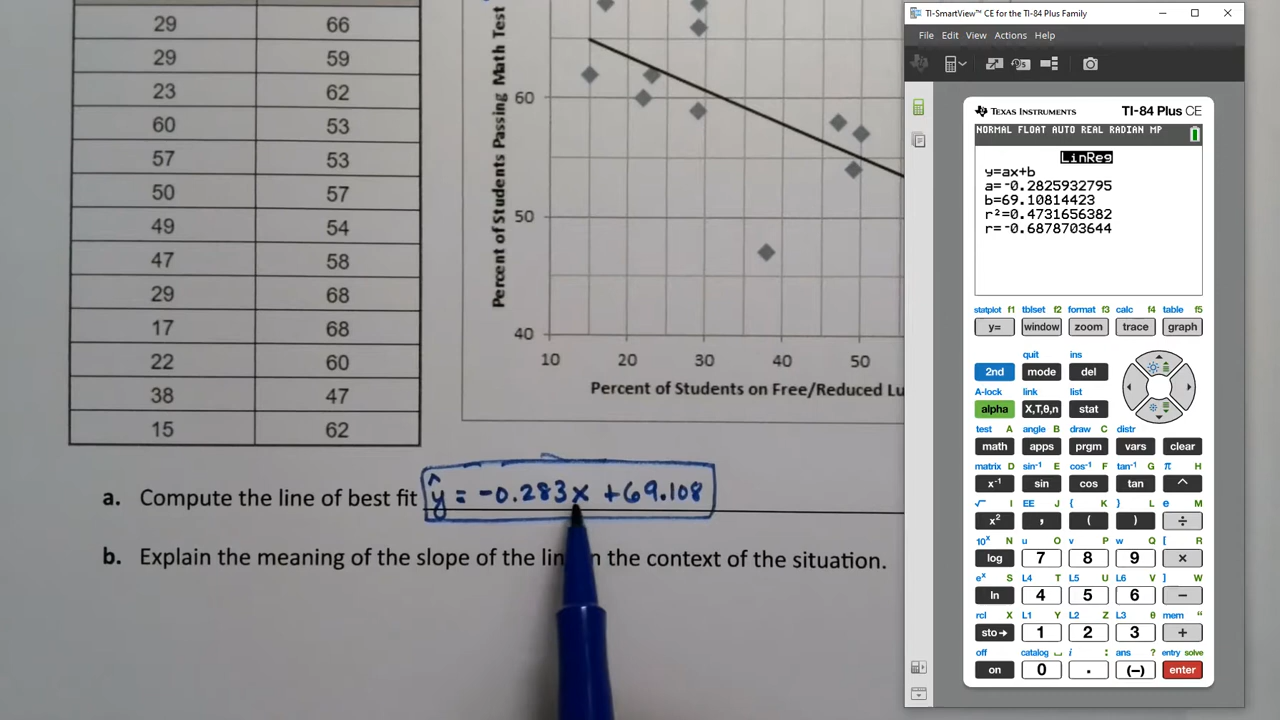 29 66
29 59
23 62
60 53
57 53
50 57
49 54
47 58
29 68
17 68
22 60
38 47
15 62
Percent of Students Passing Math Test
60
50
40
10 20 30 40 50
Percent of Students on Free/Reduced Lu
a. Compute the line of best fit ŷ = -0.283x + 69.108
b. Explain the meaning of the slope of the lin n the context of the situation.
TI-SmartView™ CE for the TI-84 Plus Family
File Edit View Actions Help
TEXAS INSTRUMENTS TI-84 Plus CE
NORMAL FLOAT AUTO REAL RADIAN MP
LinReg
y=ax+b
a=-0.2825932795
b=69.10814423
r²=0.4731656382
r=-0.6878703644
statplot f1 tblset f2 format f3 calc f4 table f5
y= window zoom trace graph
quit ins
2nd mode del
A-lock link list
alpha X,T,θ,n stat
test A angle B draw C distr
math apps prgm vars clear
matrix D sin⁻¹ E cos⁻¹ F tan⁻¹ G π H
x⁻¹ sin cos tan ^
√ I EE J { K } L e M
x² , ( ) ÷
10ˣ N u O v P w Q [ R
log 7 8 9 ×
eˣ S L4 T L5 U L6 V ] W
ln 4 5 6 −
rcl X L1 Y L2 Z L3 θ mem “
sto→ 1 2 3 +
off catalog ⎵ i : ans ? entry solve
on 0 . (−) enter